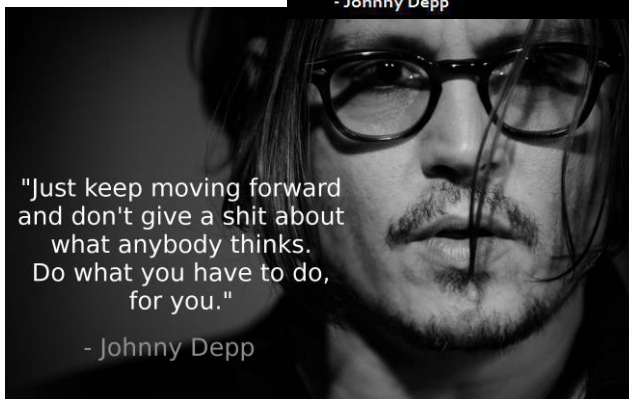 - Johnny Depp
"Just keep moving forward
and don't give a shit about
what anybody thinks.
Do what you have to do,
for you."
- Johnny Depp